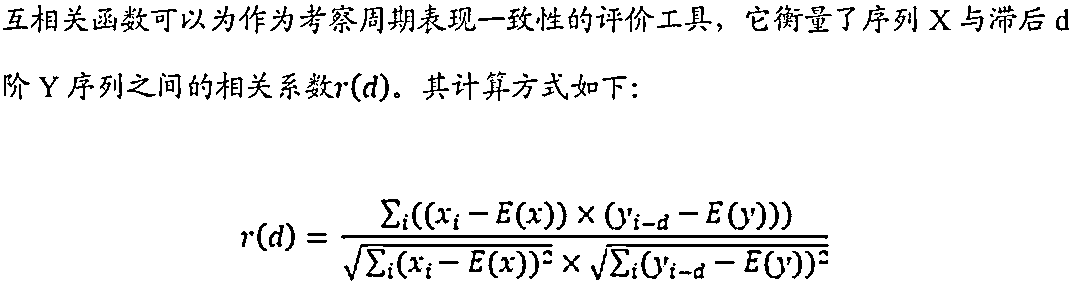 互相关函数可以为作为考察周期表现一致性的评价工具，它衡量了序列 X 与滞后 d
阶 Y 序列之间的相关系数r(d)。其计算方式如下：
r(d) = \frac{\sum_i((x_i - E(x)) \times (y_{i-d} - E(y)))}{\sqrt{\sum_i(x_i - E(x))^2} \times \sqrt{\sum_i(y_{i-d} - E(y))^2}}